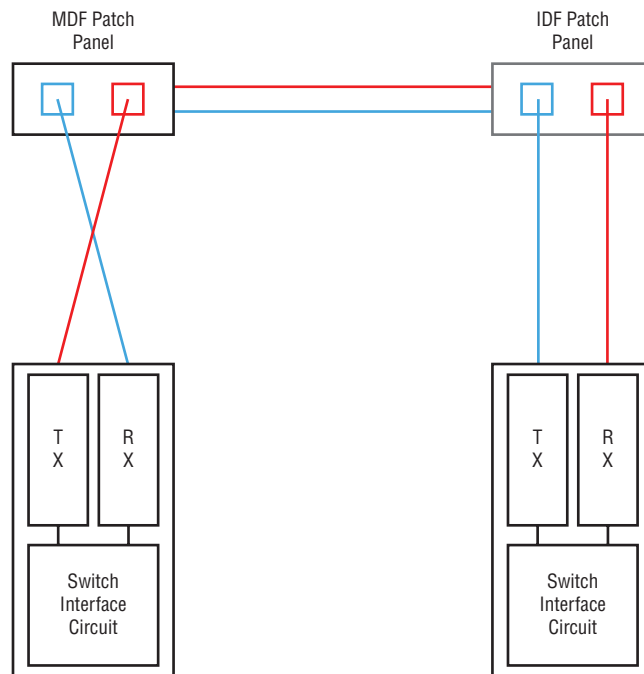 MDF Patch
Panel
IDF Patch
Panel
T
X
R
X
T
X
R
X
Switch
Interface
Circuit
Switch
Interface
Circuit